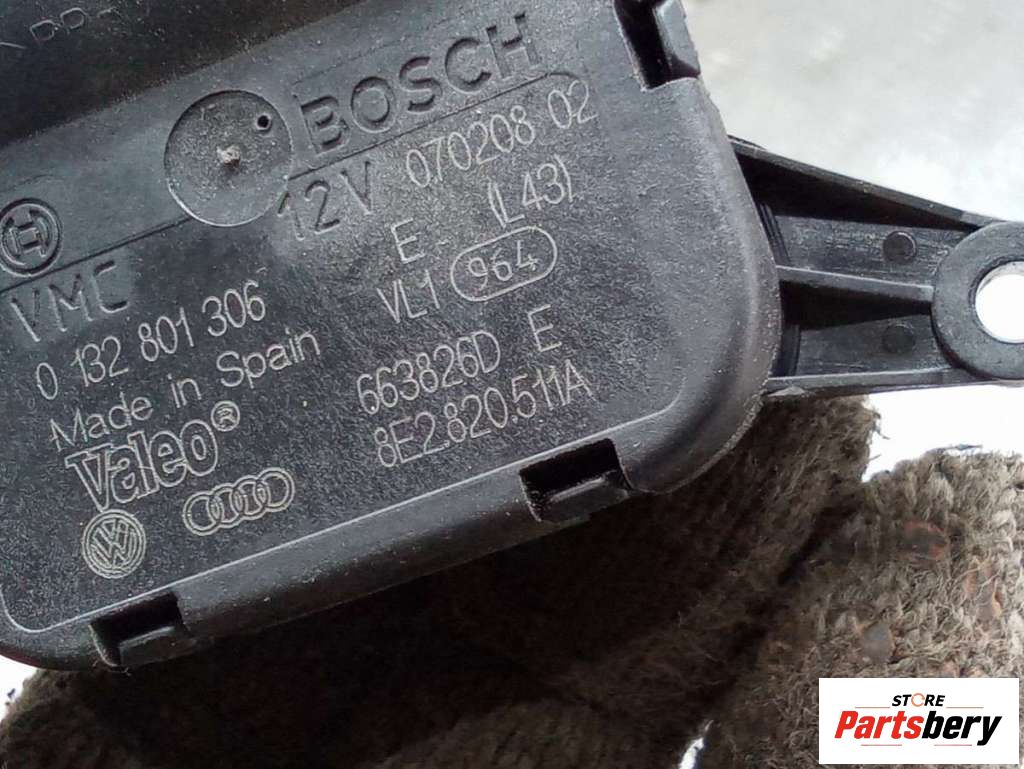 BOSCH
12V 070208 02
E (L43)
VL1 964
VMC
0 132 801 306
Made in Spain
Valeo®
663826D E
8E2.820.511A
STORE
Partsbery